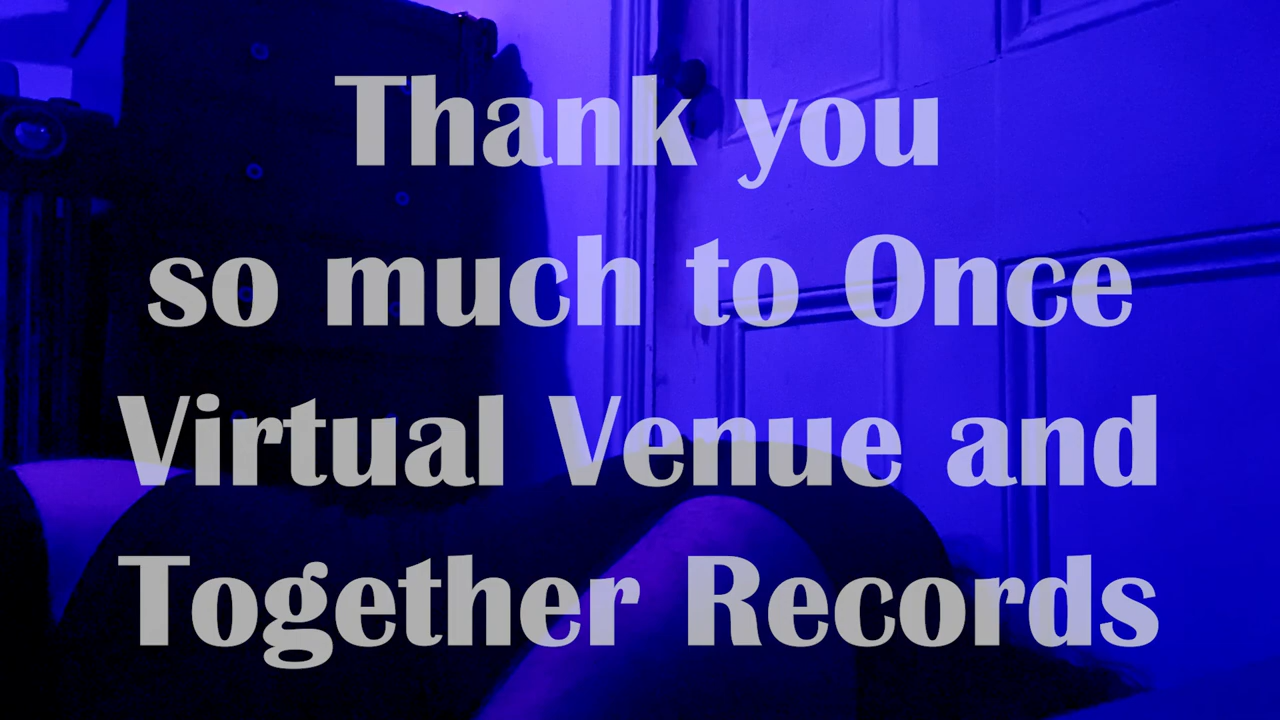 Thank you
so much to Once
Virtual Venue and
Together Records